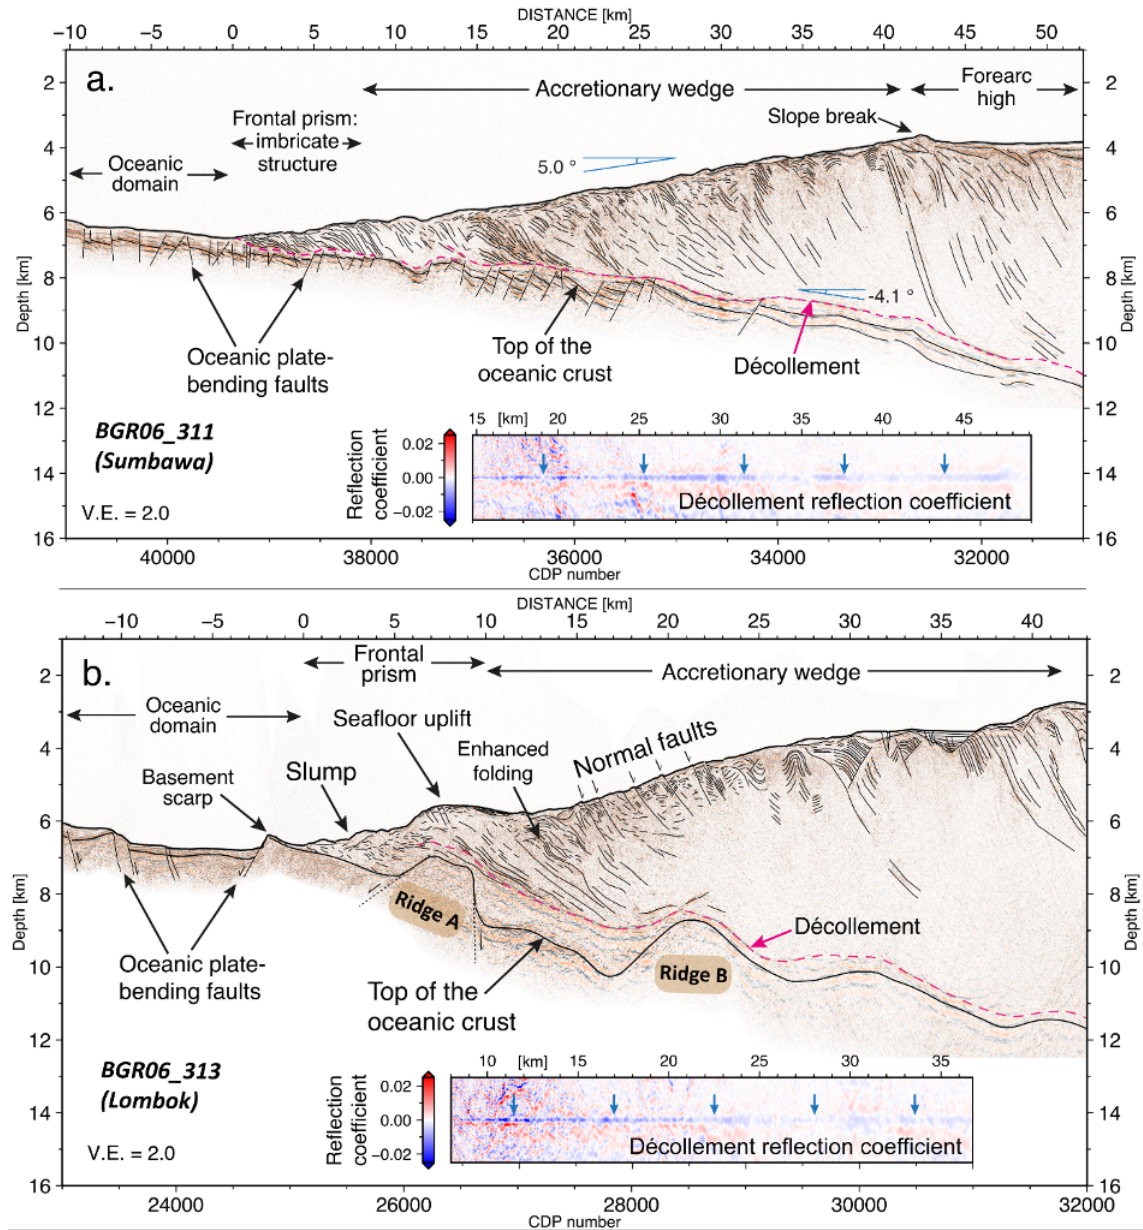 DISTANCE [km]
−10 −5 0 5 10 15 20 25 30 35 40 45 50
a.
Accretionary wedge
Forearc
high
Slope break
Frontal prism:
imbricate
structure
Oceanic
domain
5.0 °
-4.1 °
Oceanic plate-
bending faults
Top of the
oceanic crust
Décollement
Depth [km]
2
4
6
8
10
12
14
16
Depth [km]
2
4
6
8
10
12
14
16
BGR06_311
(Sumbawa)
V.E. = 2.0
15 [km] 20 25 30 35 40 45
Reflection
coefficient
0.02
0.00
−0.02
Décollement reflection coefficient
40000 38000 36000 34000 32000
CDP number
DISTANCE [km]
−10 −5 0 5 10 15 20 25 30 35 40
b.
Frontal
prism
Accretionary wedge
Oceanic
domain
Seafloor uplift
Basement
scarp
Slump
Enhanced
folding
Normal faults
Ridge A
Ridge B
Décollement
Oceanic plate-
bending faults
Top of the
oceanic crust
Depth [km]
2
4
6
8
10
12
14
16
Depth [km]
2
4
6
8
10
12
14
16
BGR06_313
(Lombok)
V.E. = 2.0
10 [km] 15 20 25 30 35
Reflection
coefficient
0.02
0.00
−0.02
Décollement reflection coefficient
24000 26000 28000 30000 32000
CDP number